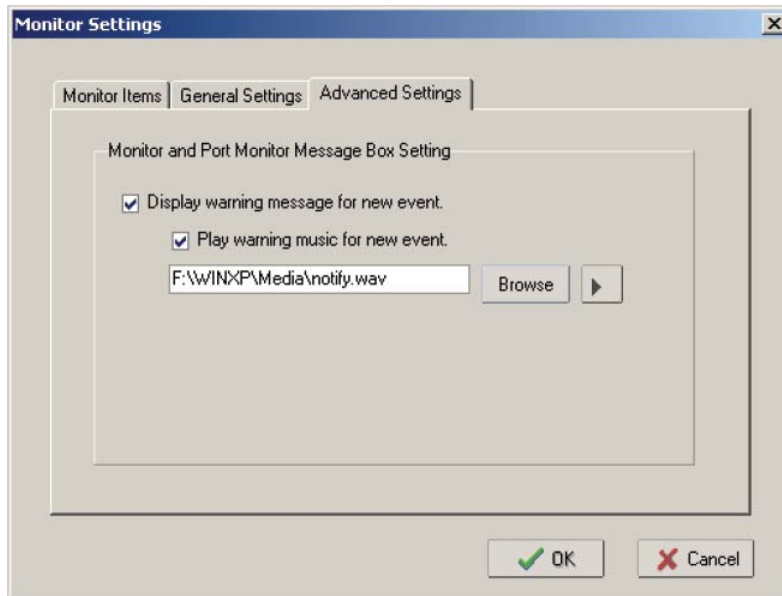 Monitor Settings
Monitor Items General Settings Advanced Settings
Monitor and Port Monitor Message Box Setting
Display warning message for new event.
Play warning music for new event.
F:\WINXP\Media\notify.wav Browse
OK Cancel